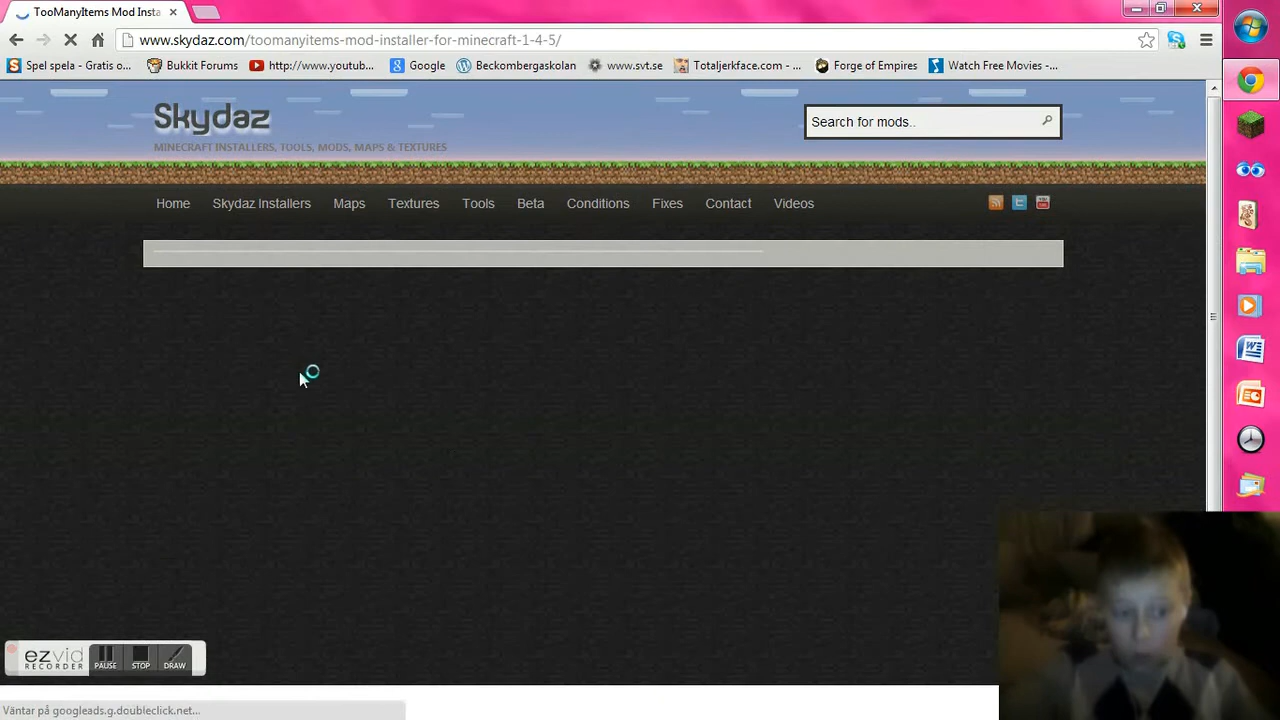 TooManyItems Mod Insta
www.skydaz.com/toomanyitems-mod-installer-for-minecraft-1-4-5/
Spel spela - Gratis o... Bukkit Forums http://www.youtub... Google Beckombergaskolan www.svt.se Totaljerkface.com - ... Forge of Empires Watch Free Movies -...
Skydaz
MINECRAFT INSTALLERS, TOOLS, MODS, MAPS & TEXTURES
Search for mods..
Home Skydaz Installers Maps Textures Tools Beta Conditions Fixes Contact Videos
ezvid
RECORDER
PAUSE STOP DRAW
Väntar på googleads.g.doubleclick.net...